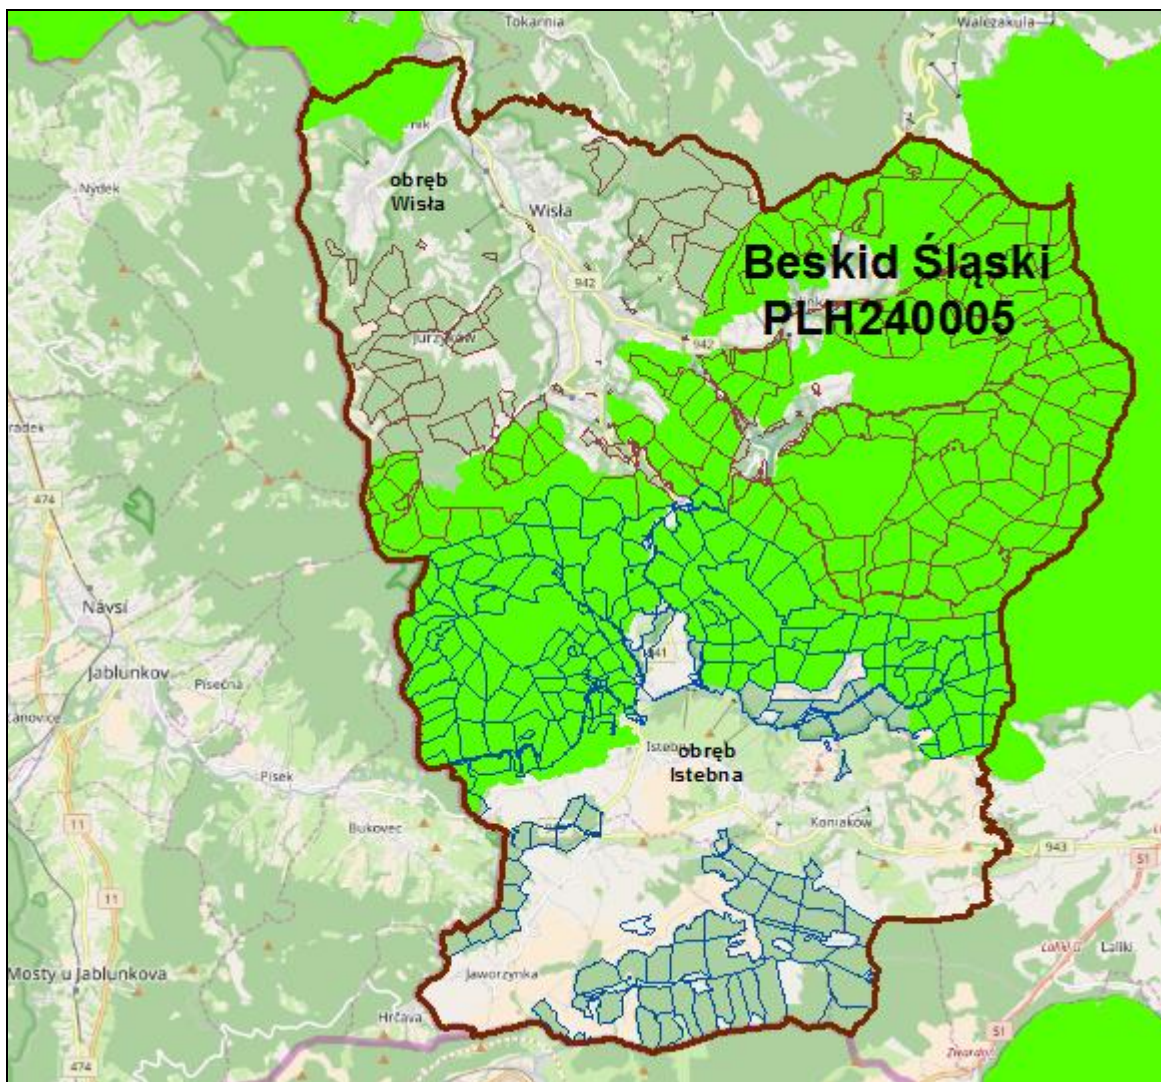 Tokarnia
Walczakula
nik
Nydek
obręb
Wisła
Wisła
942
Beskid Śląski
PLH240005
942
Jurzyków
radek
474
Návsí
Jablunkov
Písečná
941
Istebna
obręb
Istebna
Písek
Bukovec
Koniaków
943
51
11
11
Laliki
Mosty u Jablunkova
Jaworzynka
Hrčava
51
Zwardoń
474